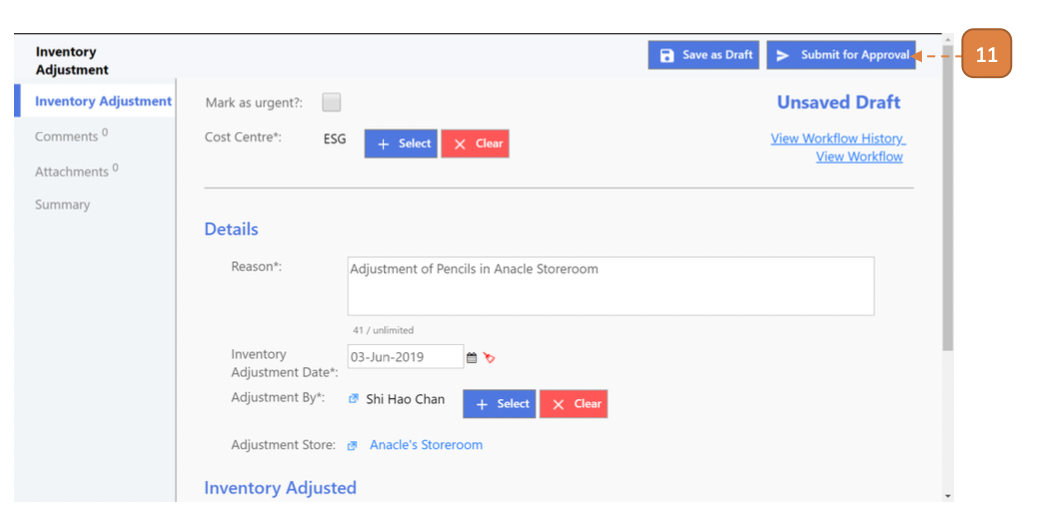 Inventory
Adjustment
Save as Draft
Submit for Approval
11
Inventory Adjustment
Comments 0
Attachments 0
Summary
Mark as urgent?:
Unsaved Draft
Cost Centre*:
ESG
+ Select
× Clear
View Workflow History
View Workflow
Details
Reason*:
Adjustment of Pencils in Anacle Storeroom
41 / unlimited
Inventory
Adjustment Date*:
03-Jun-2019
Adjustment By*:
Shi Hao Chan
+ Select
× Clear
Adjustment Store:
Anacle's Storeroom
Inventory Adjusted